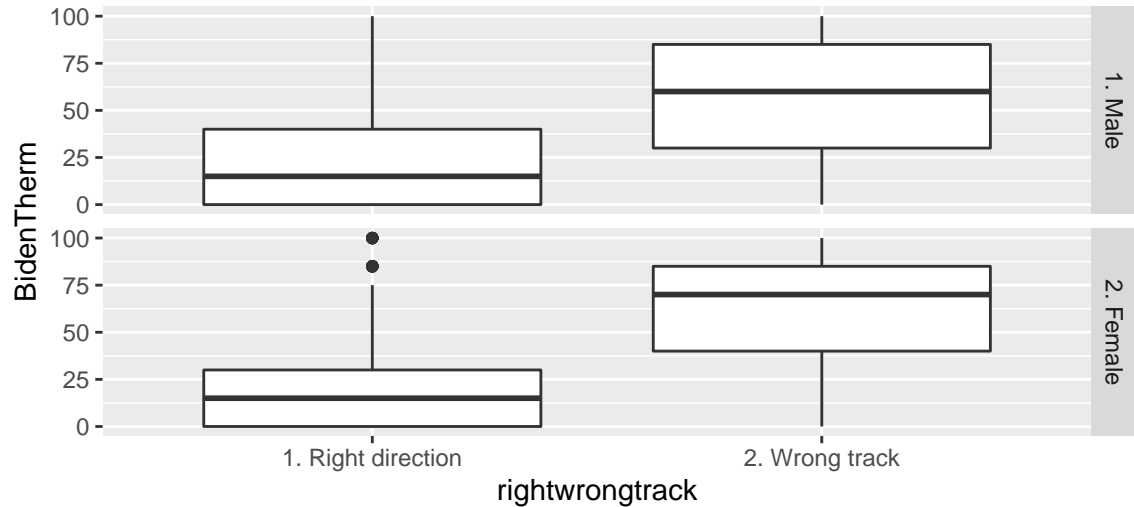 BidenTherm
100
75
50
25
0
1. Male
100
75
50
25
0
2. Female
1. Right direction
2. Wrong track
rightwrongtrack